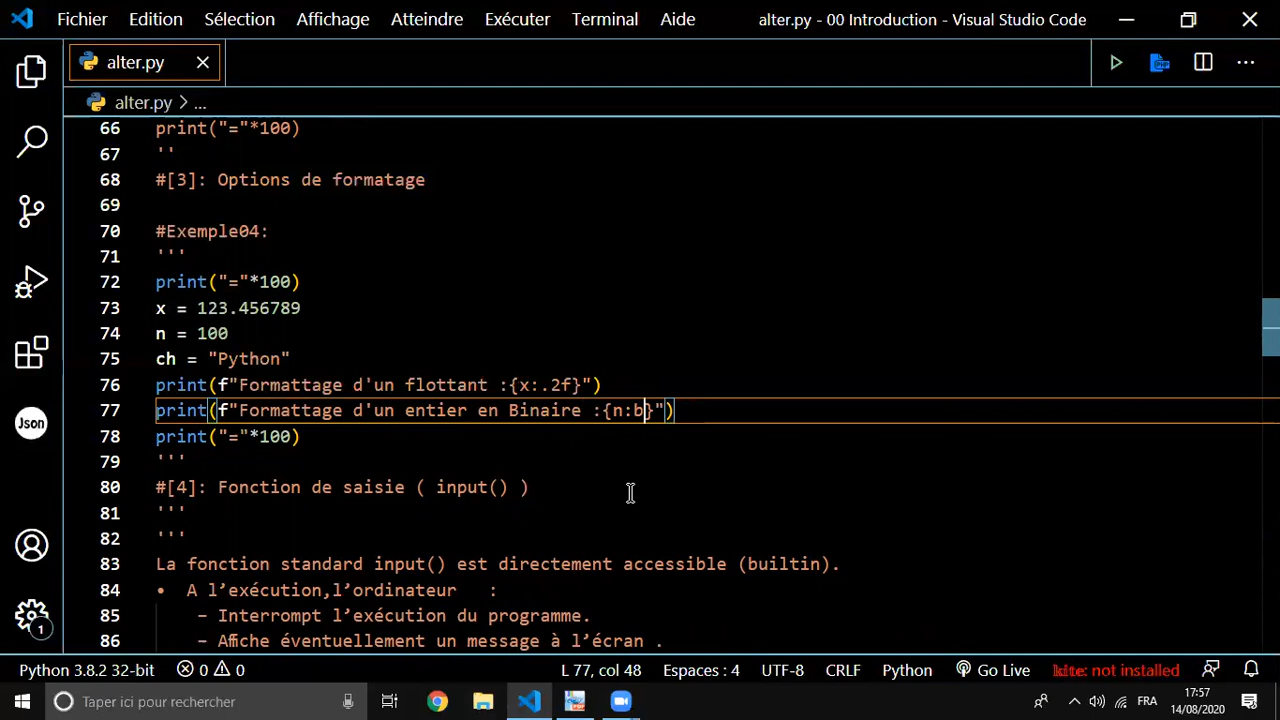 Fichier Edition Sélection Affichage Atteindre Exécuter Terminal Aide alter.py - 00 Introduction - Visual Studio Code
alter.py
alter.py > ...
66 print("="*100)
67 ''
68 #[3]: Options de formatage
69
70 #Exemple04:
71 '''
72 print("="*100)
73 x = 123.456789
74 n = 100
75 ch = "Python"
76 print(f"Formattage d'un flottant :{x:.2f}")
77 print(f"Formattage d'un entier en Binaire :{n:b}")
78 print("="*100)
79 '''
80 #[4]: Fonction de saisie ( input() )
81 '''
82 '''
83 La fonction standard input() est directement accessible (builtin).
84 • A l’exécution,l’ordinateur :
85 – Interrompt l’exécution du programme.
86 – Affiche éventuellement un message à l’écran .
Json
1
Python 3.8.2 32-bit 0 0 L 77, col 48 Espaces : 4 UTF-8 CRLF Python Go Live kite: not installed
Taper ici pour rechercher FRA 17:57
14/08/2020